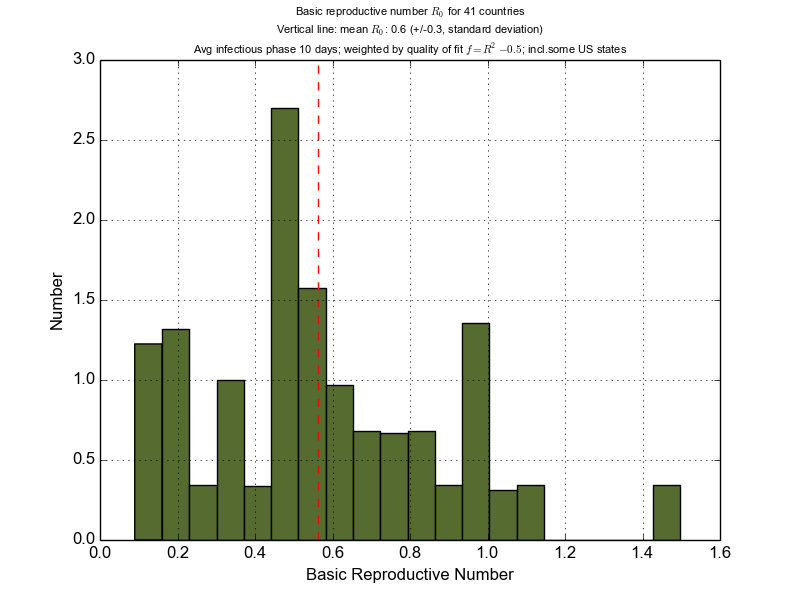 Basic reproductive number R₀ for 41 countries
Vertical line: mean R₀: 0.6 (+/-0.3, standard deviation)
Avg infectious phase 10 days; weighted by quality of fit f=R² −0.5; incl.some US states
3.0
2.5
2.0
1.5
1.0
0.5
0.0
Number
0.0 0.2 0.4 0.6 0.8 1.0 1.2 1.4 1.6
Basic Reproductive Number